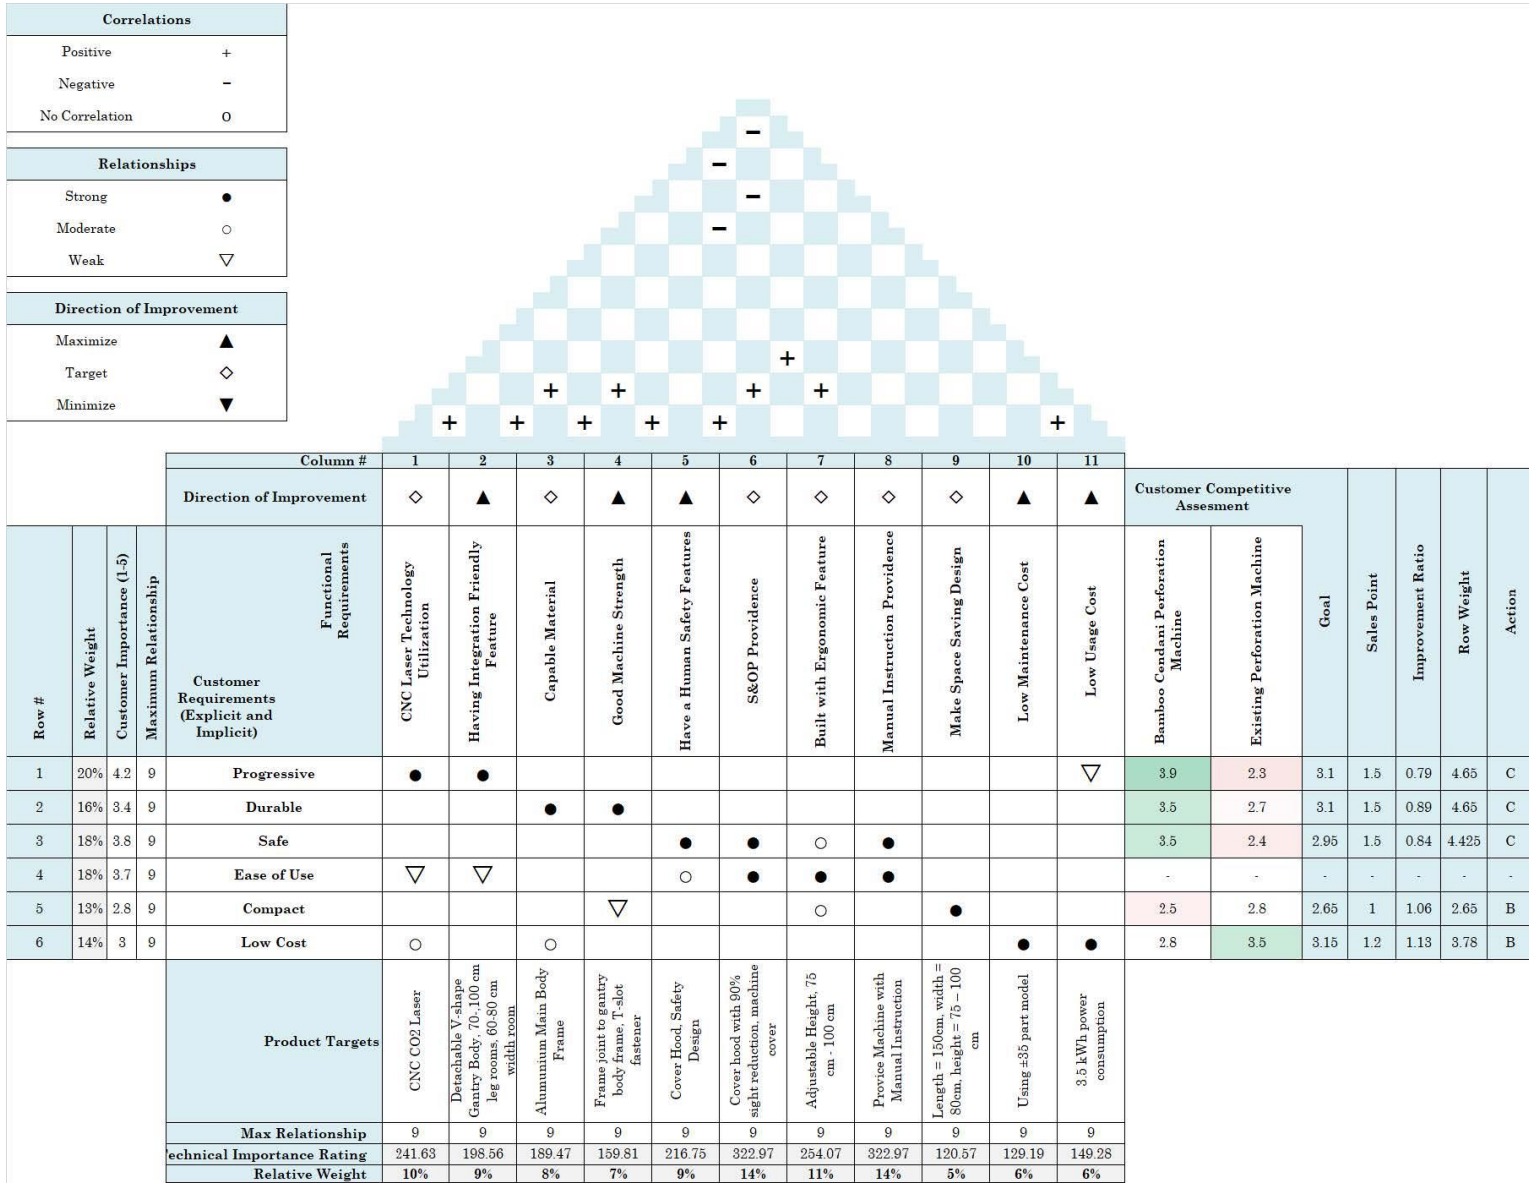 Correlations
Positive +
Negative −
No Correlation o
Relationships
Strong ●
Moderate ○
Weak ▽
Direction of Improvement
Maximize ▲
Target ◇
Minimize ▼
−
−
−
−
+
+ + + +
+ + + + + +
Column # 1 2 3 4 5 6 7 8 9 10 11
Direction of Improvement ◇ ▲ ◇ ▲ ▲ ◇ ◇ ◇ ◇ ▲ ▲
Customer Competitive
Assesment
Row #
Relative Weight
Customer Importance (1-5)
Maximum Relationship
Functional
Requirements
Customer
Requirements
(Explicit and
Implicit)
CNC Laser Technology
Utilization
Having Integration Friendly
Feature
Capable Material
Good Machine Strength
Have a Human Safety Features
S&OP Providence
Built with Ergonomic Feature
Manual Instruction Providence
Make Space Saving Design
Low Maintenance Cost
Low Usage Cost
Bamboo Cendani Perforation
Machine
Existing Perforation Machine
Goal
Sales Point
Improvement Ratio
Row Weight
Action
1 20% 4.2 9 Progressive ● ● ▽ 3.9 2.3 3.1 1.5 0.79 4.65 C
2 16% 3.4 9 Durable ● ● 3.5 2.7 3.1 1.5 0.89 4.65 C
3 18% 3.8 9 Safe ● ● ○ ● 3.5 2.4 2.95 1.5 0.84 4.425 C
4 18% 3.7 9 Ease of Use ▽ ▽ ○ ● ● ● - - - - - - -
5 13% 2.8 9 Compact ▽ ○ ● 2.5 2.8 2.65 1 1.06 2.65 B
6 14% 3 9 Low Cost ○ ○ ● ● 2.8 3.5 3.15 1.2 1.13 3.78 B
Product Targets
CNC CO2 Laser
Detachable V-shape
Gantry Body, 70-,100 cm
leg rooms, 60-80 cm
width room
Alumunium Main Body
Frame
Frame joint to gantry
body frame, T-slot
fastener
Cover Hood, Safety
Design
Cover hood with 90%
sight reduction, machine
cover
Adjustable Height, 75
cm - 100 cm
Provice Machine with
Manual Instruction
Length = 150cm, width =
80cm, height = 75 – 100
cm
Using ±35 part model
3.5 kWh power
consumption
Max Relationship 9 9 9 9 9 9 9 9 9 9 9
echnical Importance Rating 241.63 198.56 189.47 159.81 216.75 322.97 254.07 322.97 120.57 129.19 149.28
Relative Weight 10% 9% 8% 7% 9% 14% 11% 14% 5% 6% 6%